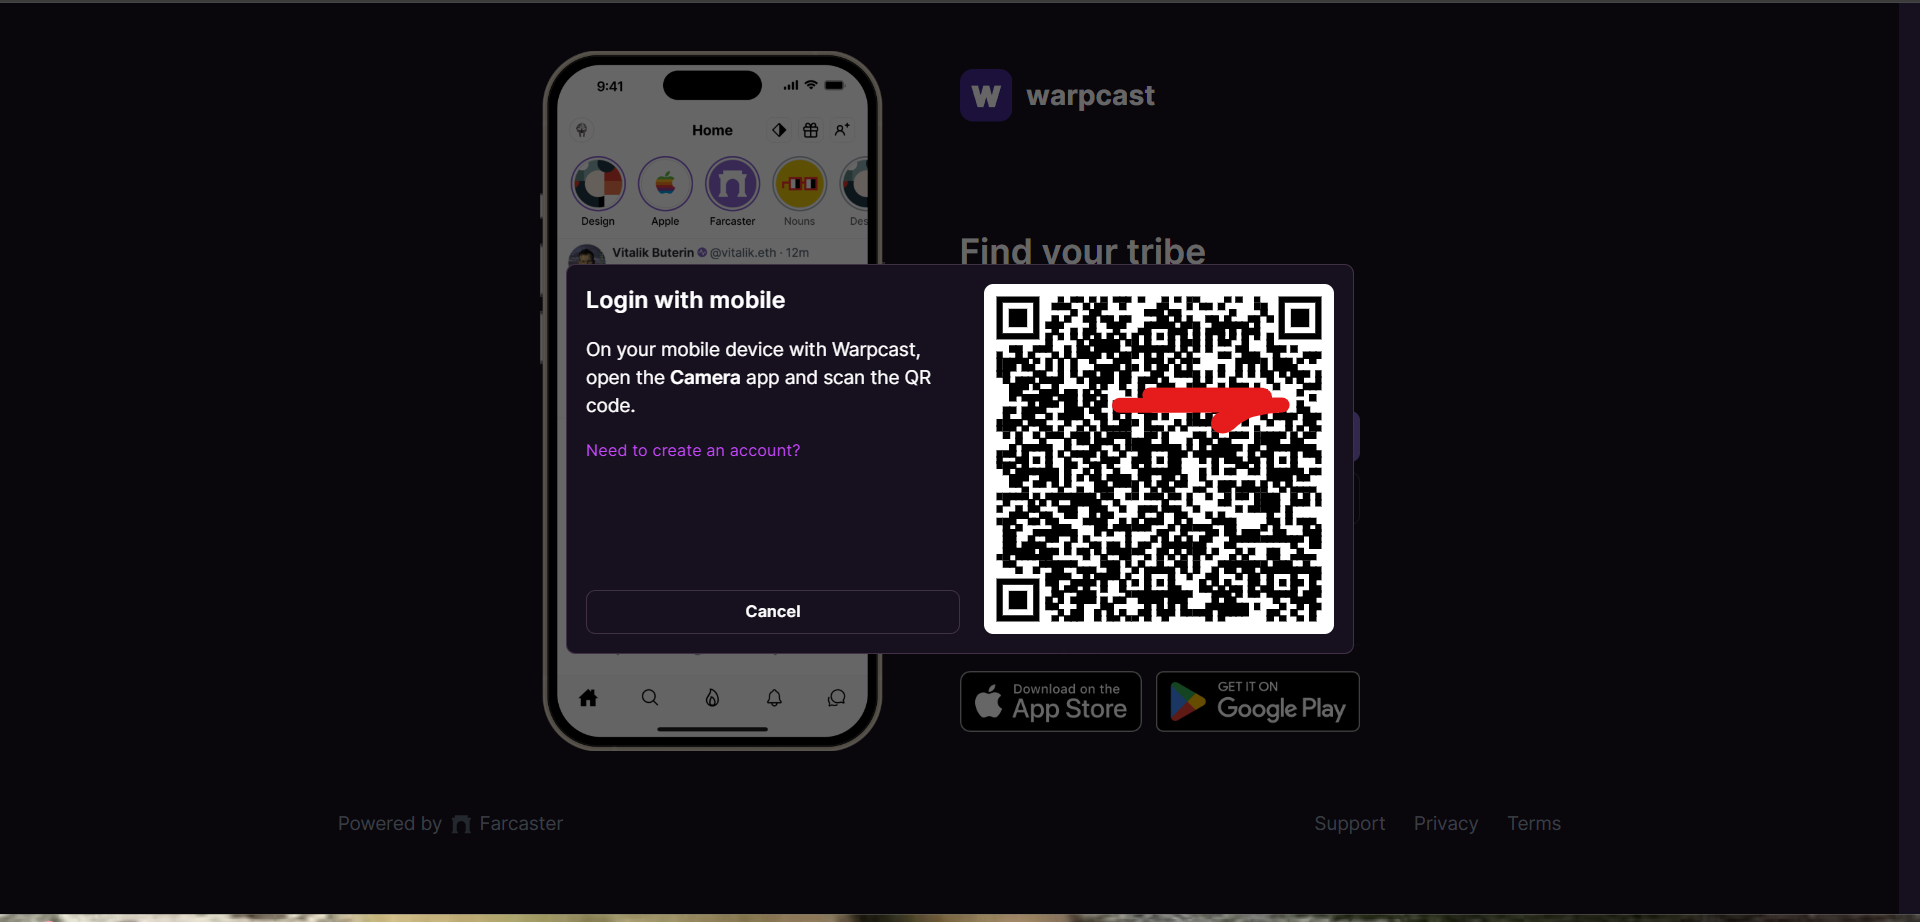 9:41
Home
Design
Apple
Farcaster
Nouns
Des
Vitalik Buterin @vitalik.eth · 12m
W warpcast
Find your tribe
Login with mobile
On your mobile device with Warpcast,
open the Camera app and scan the QR
code.
Need to create an account?
Cancel
Download on the
App Store
GET IT ON
Google Play
Powered by Farcaster
Support
Privacy
Terms